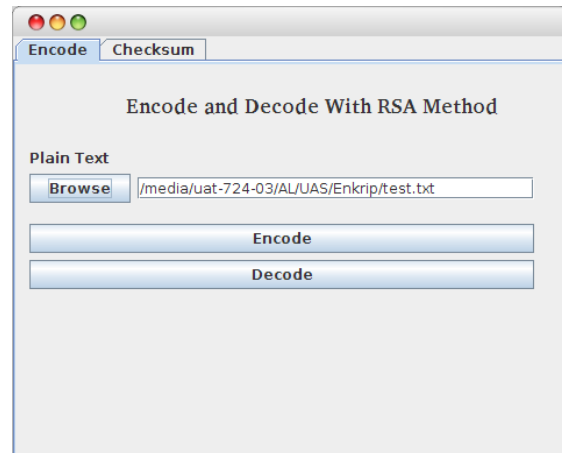 Encode Checksum
Encode and Decode With RSA Method
Plain Text
Browse /media/uat-724-03/AL/UAS/Enkrip/test.txt
Encode
Decode